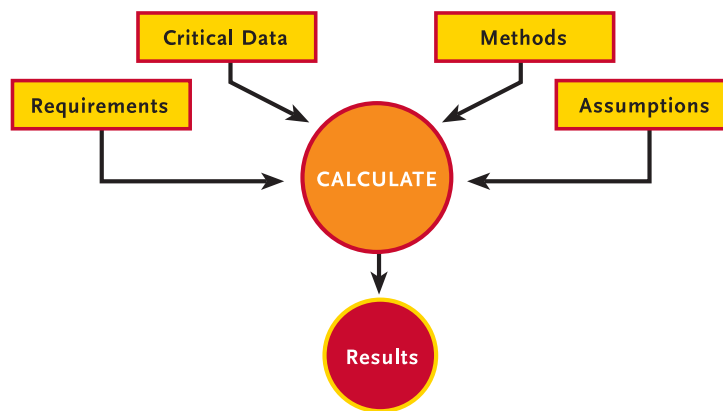 Critical Data
Methods
Requirements
Assumptions
CALCULATE
Results